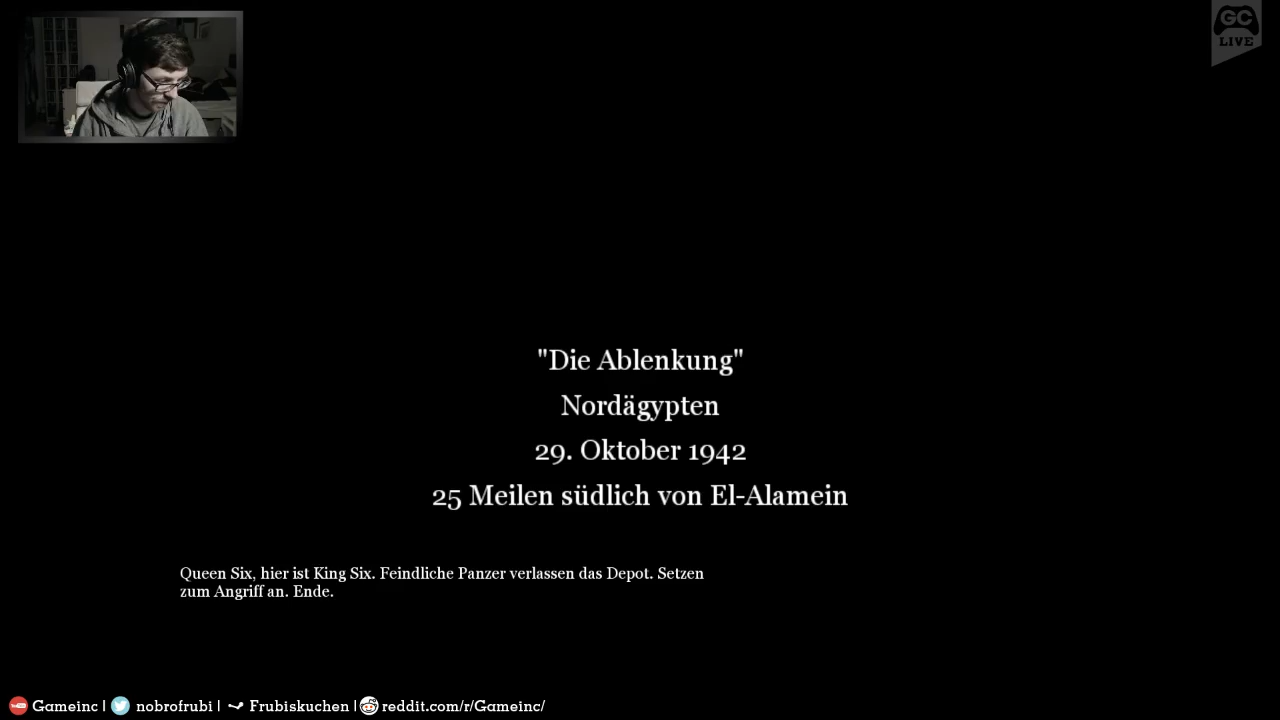 GC
LIVE
"Die Ablenkung"
Nordägypten
29. Oktober 1942
25 Meilen südlich von El-Alamein
Queen Six, hier ist King Six. Feindliche Panzer verlassen das Depot. Setzen
zum Angriff an. Ende.
Gameinc | nobrofrubi | Frubiskuchen | reddit.com/r/Gameinc/